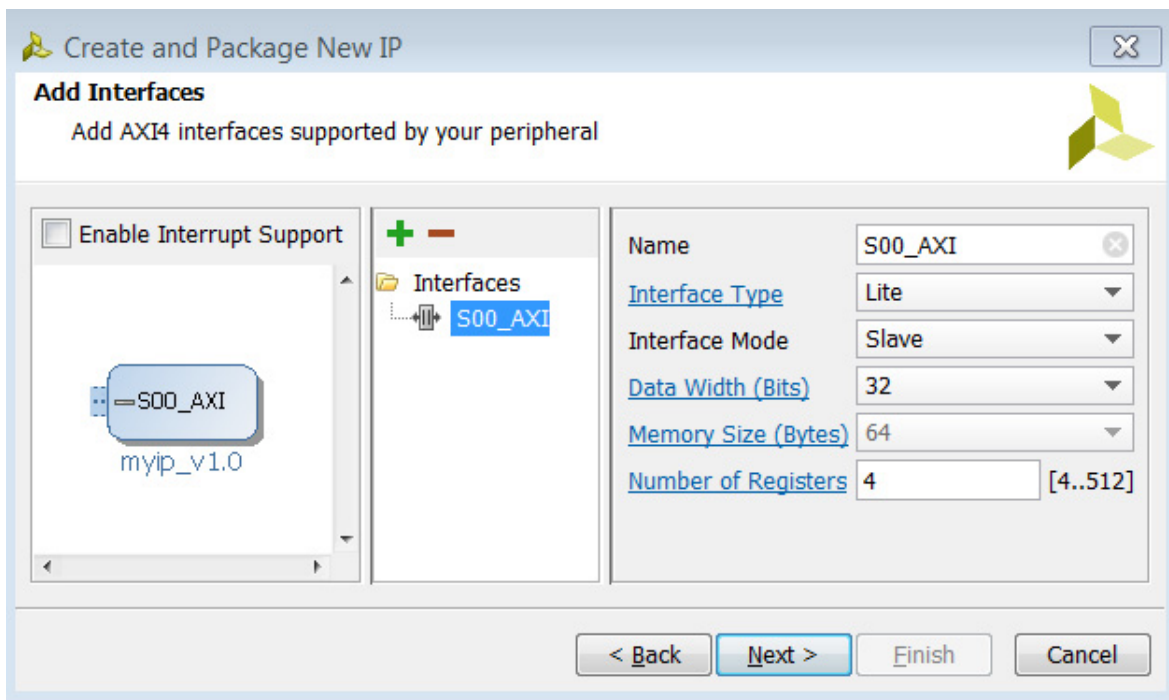 Create and Package New IP
Add Interfaces
Add AXI4 interfaces supported by your peripheral
Enable Interrupt Support
S00_AXI
myip_v1.0
Interfaces
S00_AXI
Name S00_AXI
Interface Type Lite
Interface Mode Slave
Data Width (Bits) 32
Memory Size (Bytes) 64
Number of Registers 4 [4..512]
< Back Next > Finish Cancel